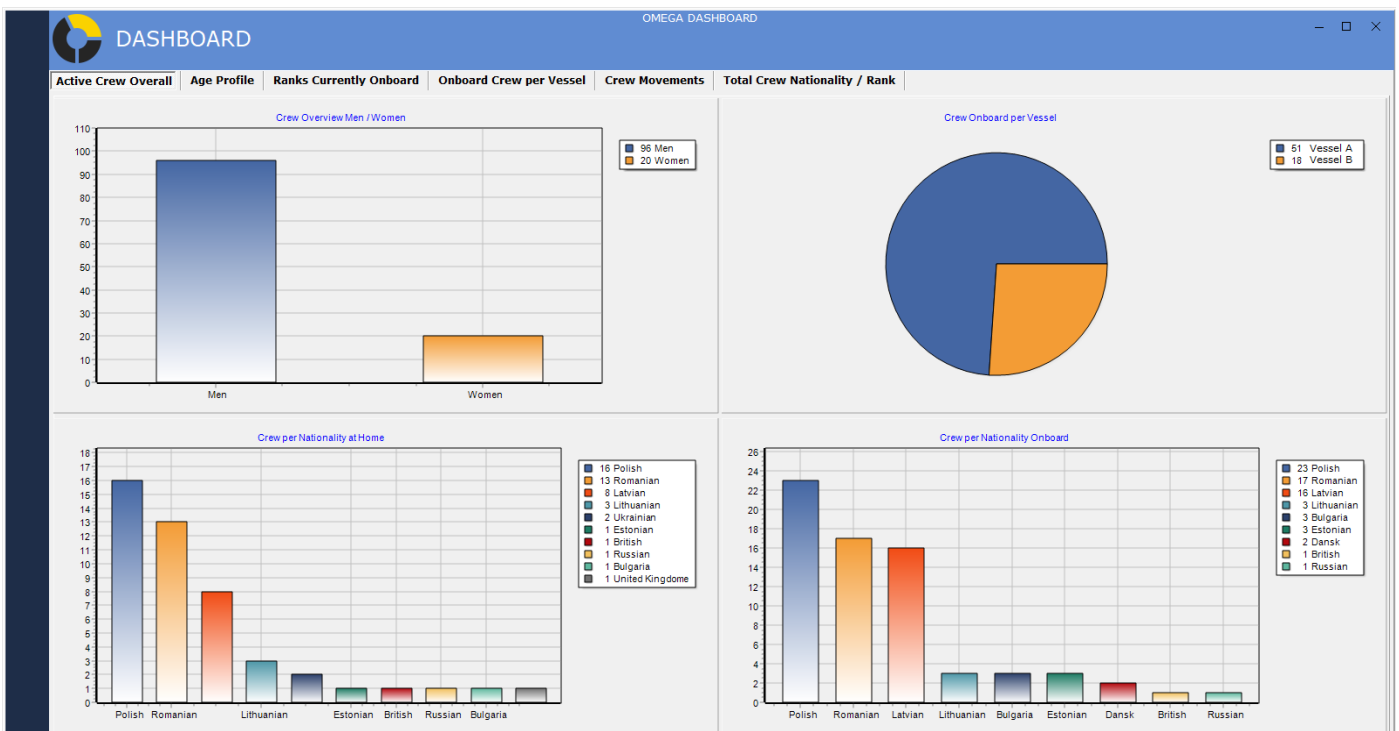 OMEGA DASHBOARD
DASHBOARD
Active Crew Overall Age Profile Ranks Currently Onboard Onboard Crew per Vessel Crew Movements Total Crew Nationality / Rank
Crew Overview Men / Women
110
100
90
80
70
60
50
40
30
20
10
0
Men Women
96 Men
20 Women
Crew Onboard per Vessel
51 Vessel A
18 Vessel B
Crew per Nationality at Home
18
17
16
15
14
13
12
11
10
9
8
7
6
5
4
3
2
1
0
Polish Romanian Lithuanian Estonian British Russian Bulgaria
16 Polish
13 Romanian
8 Latvian
3 Lithuanian
2 Ukrainian
1 Estonian
1 British
1 Russian
1 Bulgaria
1 United Kingdome
Crew per Nationality Onboard
26
24
22
20
18
16
14
12
10
8
6
4
2
0
Polish Romanian Latvian Lithuanian Bulgaria Estonian Dansk British Russian
23 Polish
17 Romanian
16 Latvian
3 Lithuanian
3 Bulgaria
3 Estonian
2 Dansk
1 British
1 Russian